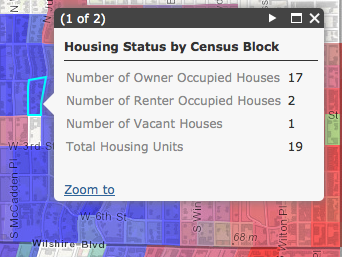 (1 of 2)
Housing Status by Census Block
Number of Owner Occupied Houses 17
Number of Renter Occupied Houses 2
Number of Vacant Houses 1
Total Housing Units 19
Zoom to
W 3rd St
S McCadden Pl
W 6th St
Wilshire Blvd
S Win
68 m
Wilton Pl